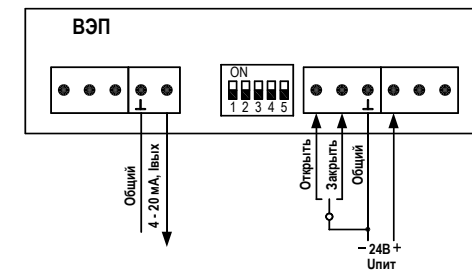 ВЭП
ON
1 2 3 4 5
Общий
4 - 20 мА, Iвых
Открыть
Закрыть
Общий
− 24В +
Uпит